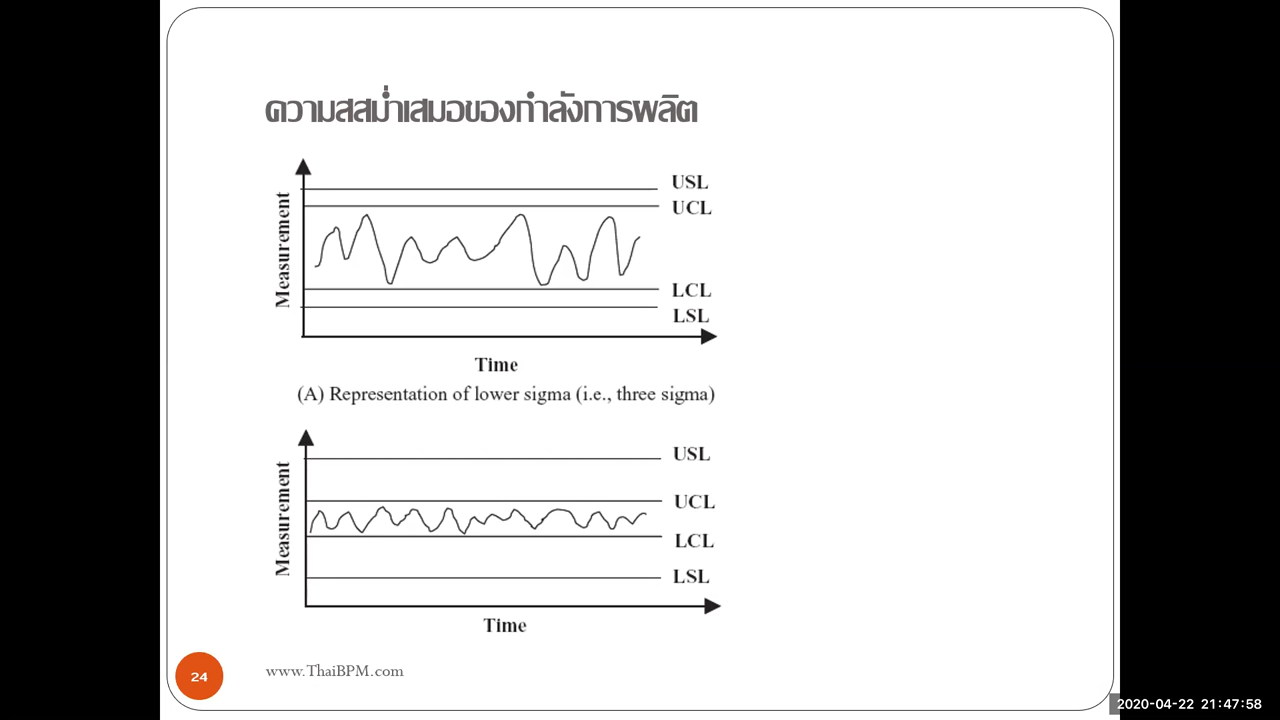 ความสสม่ำเสมอของกำลังการผลิต
USL
UCL
Measurement
LCL
LSL
Time
(A) Representation of lower sigma (i.e., three sigma)
USL
UCL
Measurement
LCL
LSL
Time
24
www.ThaiBPM.com
2020-04-22 21:47:58